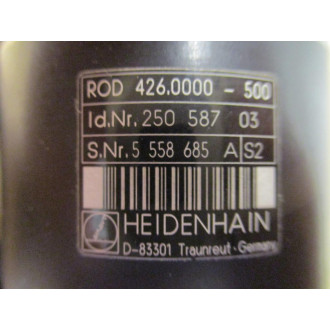 ROD 426.0000 - 500
Id.Nr. 250 587 03
S.Nr. 5 558 685 A S2
HEIDENHAIN
D-83301 Traunreut · Germany